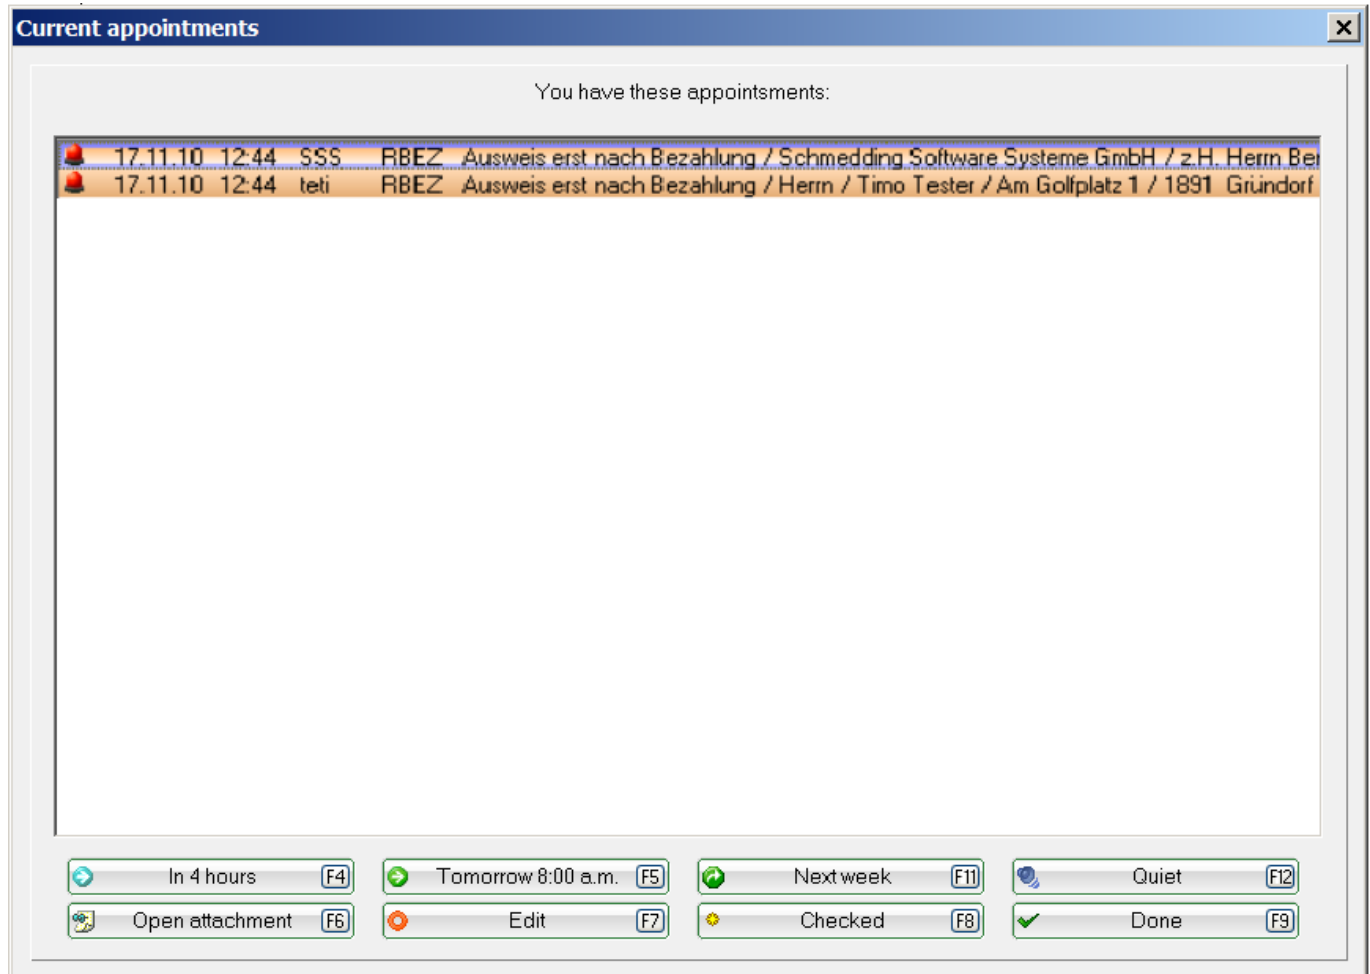 Current appointments
You have these appointsments:
17.11.10 12:44 SSS RBEZ Ausweis erst nach Bezahlung / Schmedding Software Systeme GmbH / z.H. Herrn Ber
17.11.10 12:44 teti RBEZ Ausweis erst nach Bezahlung / Herrn / Timo Tester / Am Golfplatz 1 / 1891 Gründorf
In 4 hours F4 Tomorrow 8:00 a.m. F5 Next week F11 Quiet F12
Open attachment F6 Edit F7 Checked F8 Done F9